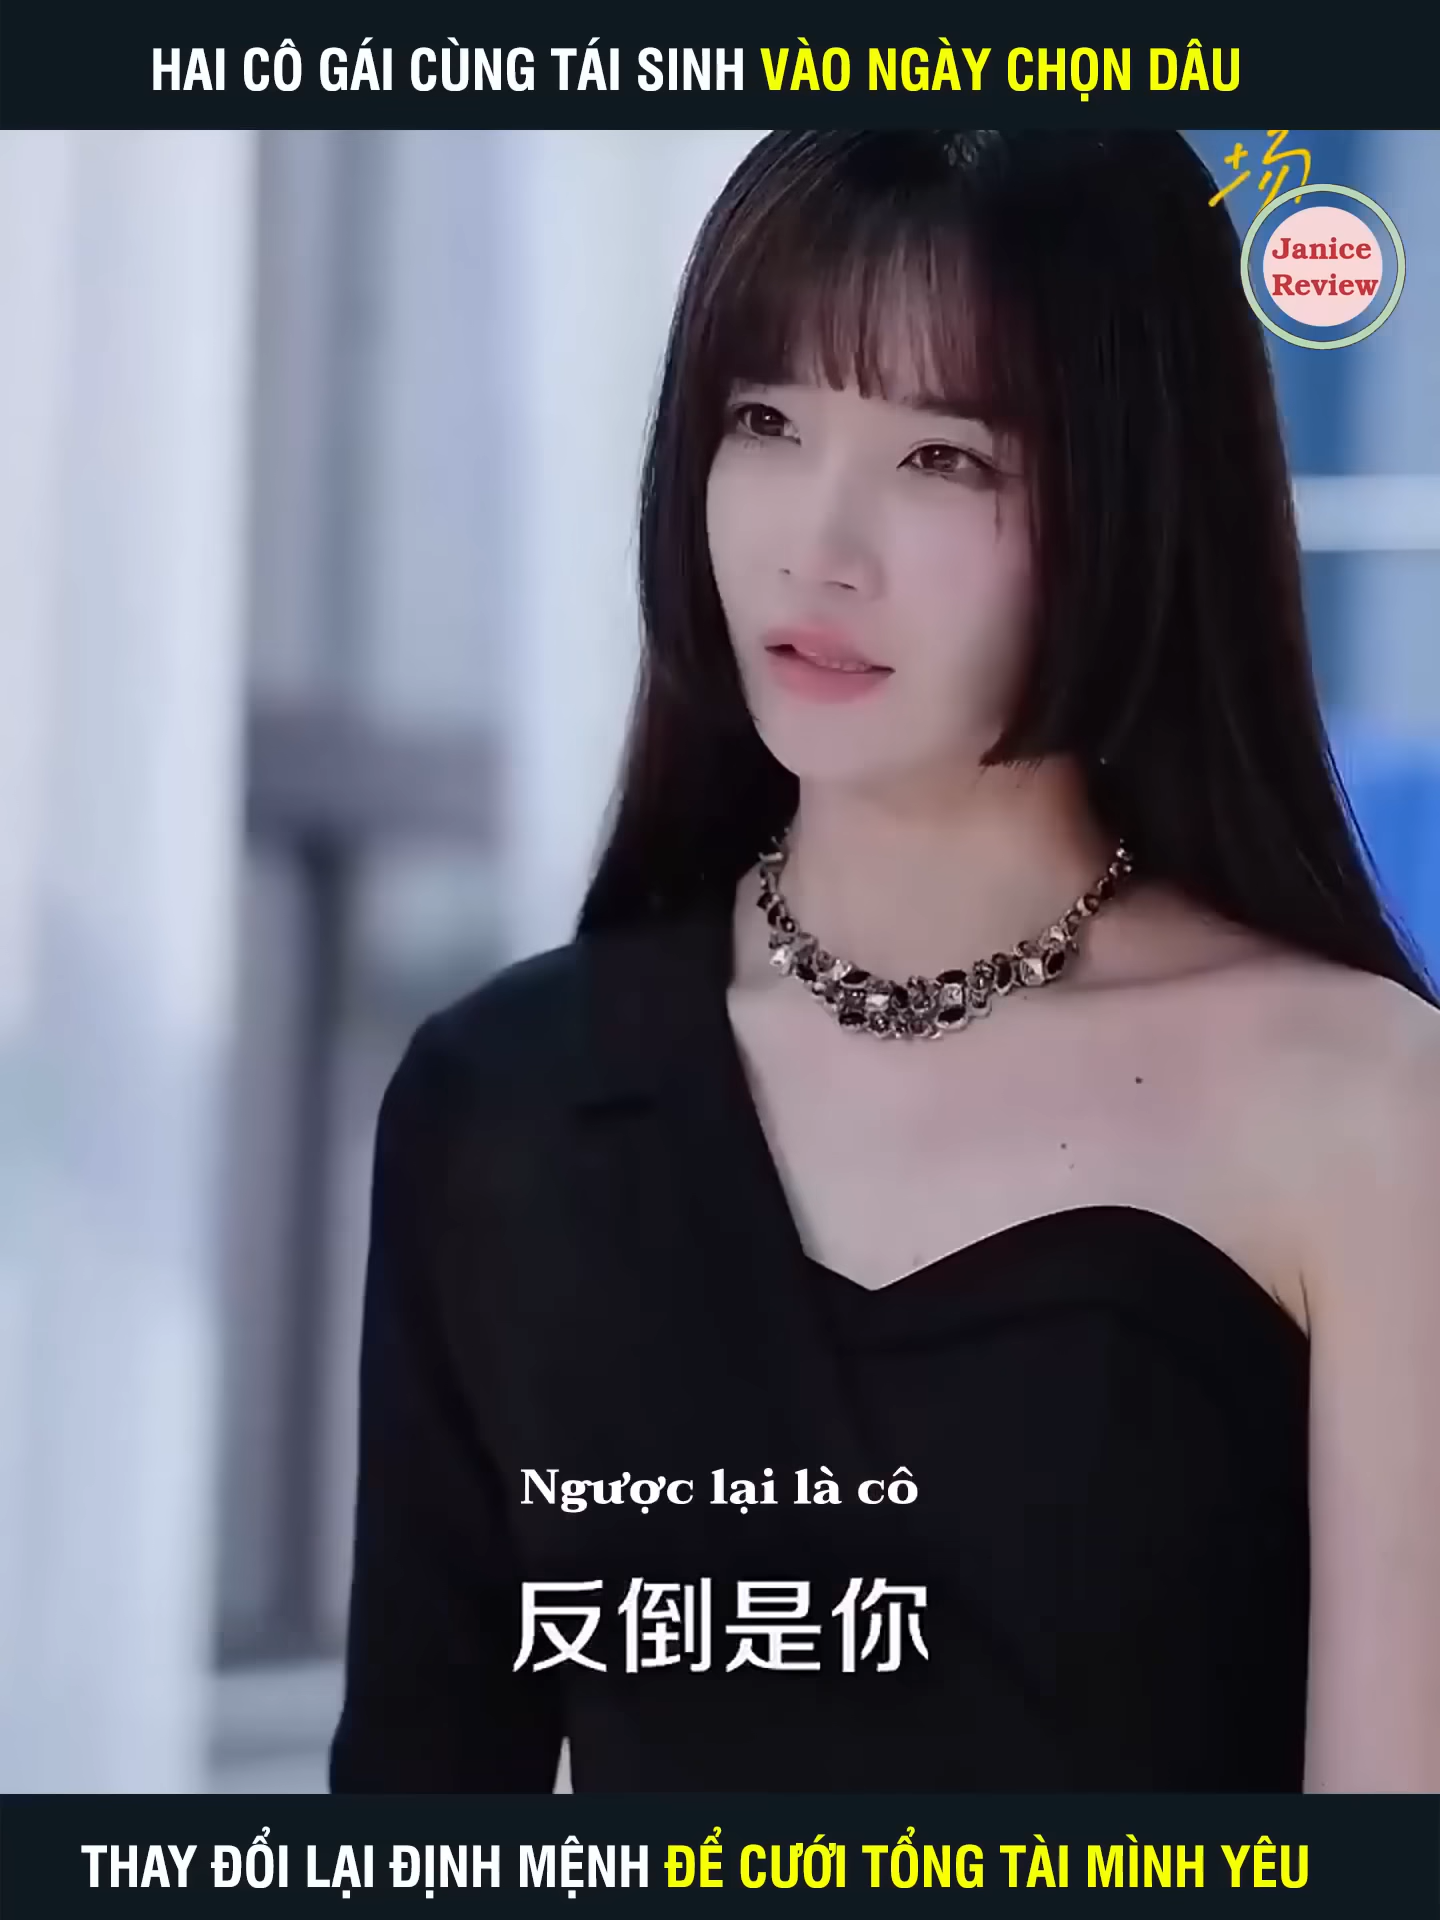 HAI CÔ GÁI CÙNG TÁI SINH VÀO NGÀY CHỌN DÂU
场
Janice
Review
Ngược lại là cô
反倒是你
THAY ĐỔI LẠI ĐỊNH MỆNH ĐỂ CƯỚI TỔNG TÀI MÌNH YÊU